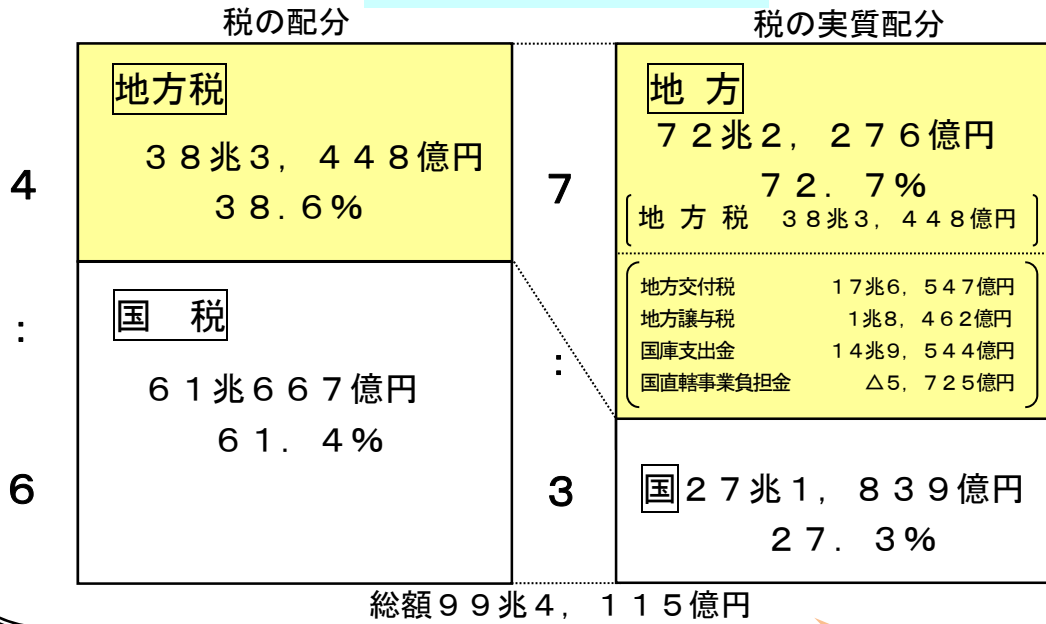 税の配分
地方税
38兆3,448億円
38.6%
国　税
61兆667億円
61.4%
4
:
6
税の実質配分
地 方
72兆2,276億円
72.7%
地 方 税　38兆3,448億円
地方交付税　17兆6,547億円
地方譲与税　1兆8,462億円
国庫支出金　14兆9,544億円
国直轄事業負担金　△5,725億円
国27兆1,839億円
27.3%
7
:
3
総額99兆4,115億円